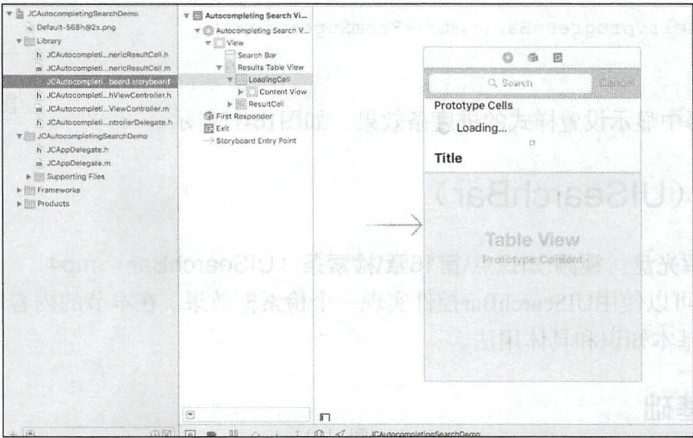 JCAutocompletingSearchDemo
Default-568h@2x.png
Library
h JCAutocompleti...nericResultCell.h
m JCAutocompleti...nericResultCell.m
JCAutocompleti...board.storyboard
h JCAutocompleti...hViewController.h
m JCAutocompleti...ViewController.m
h JCAutocompleti...ntrollerDelegate.h
JCAutocompletingSearchDemo
h JCAppDelegate.h
m JCAppDelegate.m
Supporting Files
Frameworks
Products
Autocompleting Search Vi...
Autocompleting Search V...
View
Search Bar
Results Table View
LoadingCell
Content View
ResultCell
First Responder
Exit
Storyboard Entry Point
Search
Cancel
Prototype Cells
Loading...
Title
Table View
Prototype Content
JCAutocompletingSearchDemo